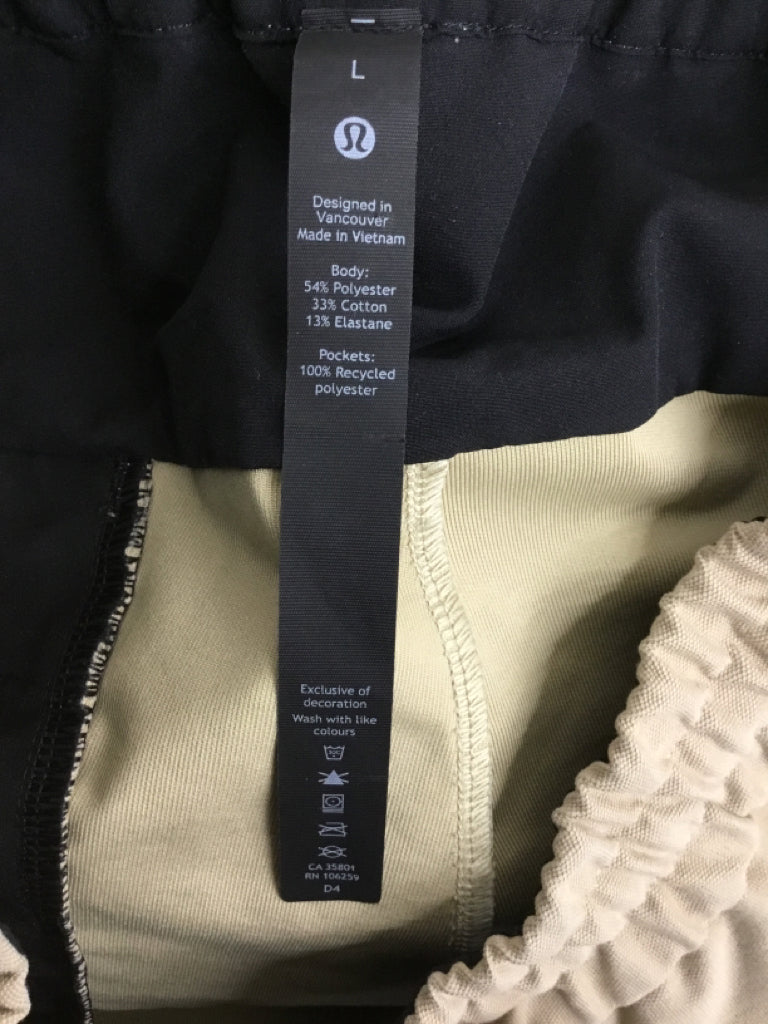 L
Designed in
Vancouver
Made in Vietnam
Body:
54% Polyester
33% Cotton
13% Elastane
Pockets:
100% Recycled
polyester
Exclusive of
decoration
Wash with like
colours
CA 35801
RN 106259
D4